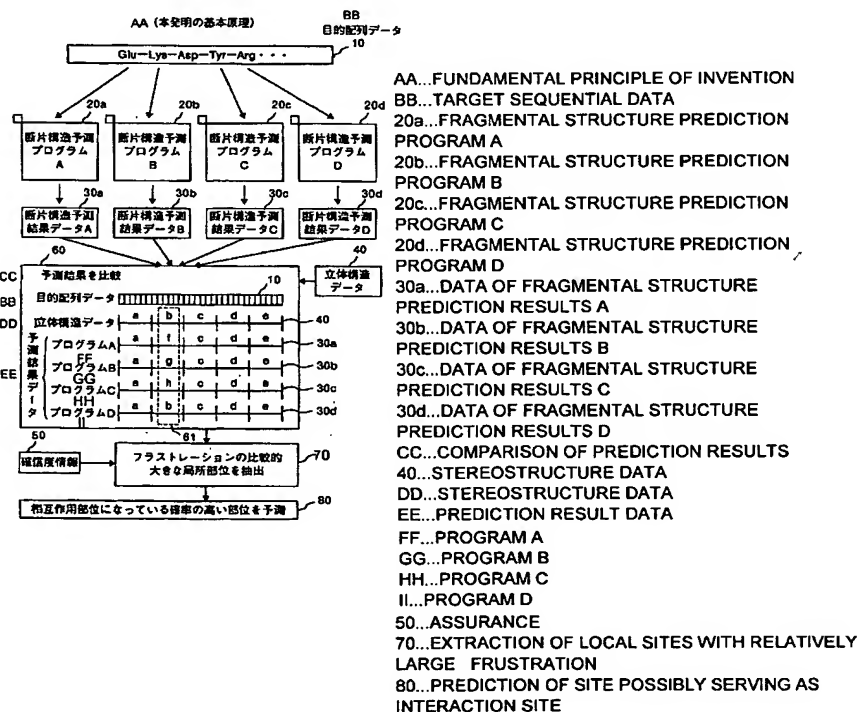 AA(本発明の基本原理)
BB
目的配列データ
10
Glu—Lys—Asp—Tyr—Arg・・・
20a
20b
20c
20d
断片構造予測
プログラム
A
断片構造予測
プログラム
B
断片構造予測
プログラム
C
断片構造予測
プログラム
D
30a
30b
30c
30d
断片構造予測
結果データA
断片構造予測
結果データB
断片構造予測
結果データC
断片構造予測
結果データD
60
40
CC 予測結果を比較
立体構造
データ
10
BB 目的配列データ
DD 立体構造データ a b c d e 40
EE 予測結果データ
プログラムA a f c d e 30a
FF
プログラムB a g c d e 30b
GG
プログラムC a h c d e 30c
HH
プログラムD a b c d e 30d
II
61
50
確信度情報
フラストレーションの比較的
大きな局所部位を抽出
70
相互作用部位になっている確率の高い部位を予測
80
AA...FUNDAMENTAL PRINCIPLE OF INVENTION
BB...TARGET SEQUENTIAL DATA
20a...FRAGMENTAL STRUCTURE PREDICTION
PROGRAM A
20b...FRAGMENTAL STRUCTURE PREDICTION
PROGRAM B
20c...FRAGMENTAL STRUCTURE PREDICTION
PROGRAM C
20d...FRAGMENTAL STRUCTURE PREDICTION
PROGRAM D
30a...DATA OF FRAGMENTAL STRUCTURE
PREDICTION RESULTS A
30b...DATA OF FRAGMENTAL STRUCTURE
PREDICTION RESULTS B
30c...DATA OF FRAGMENTAL STRUCTURE
PREDICTION RESULTS C
30d...DATA OF FRAGMENTAL STRUCTURE
PREDICTION RESULTS D
CC...COMPARISON OF PREDICTION RESULTS
40...STEREOSTRUCTURE DATA
DD...STEREOSTRUCTURE DATA
EE...PREDICTION RESULT DATA
FF...PROGRAM A
GG...PROGRAM B
HH...PROGRAM C
II...PROGRAM D
50...ASSURANCE
70...EXTRACTION OF LOCAL SITES WITH RELATIVELY
LARGE FRUSTRATION
80...PREDICTION OF SITE POSSIBLY SERVING AS
INTERACTION SITE